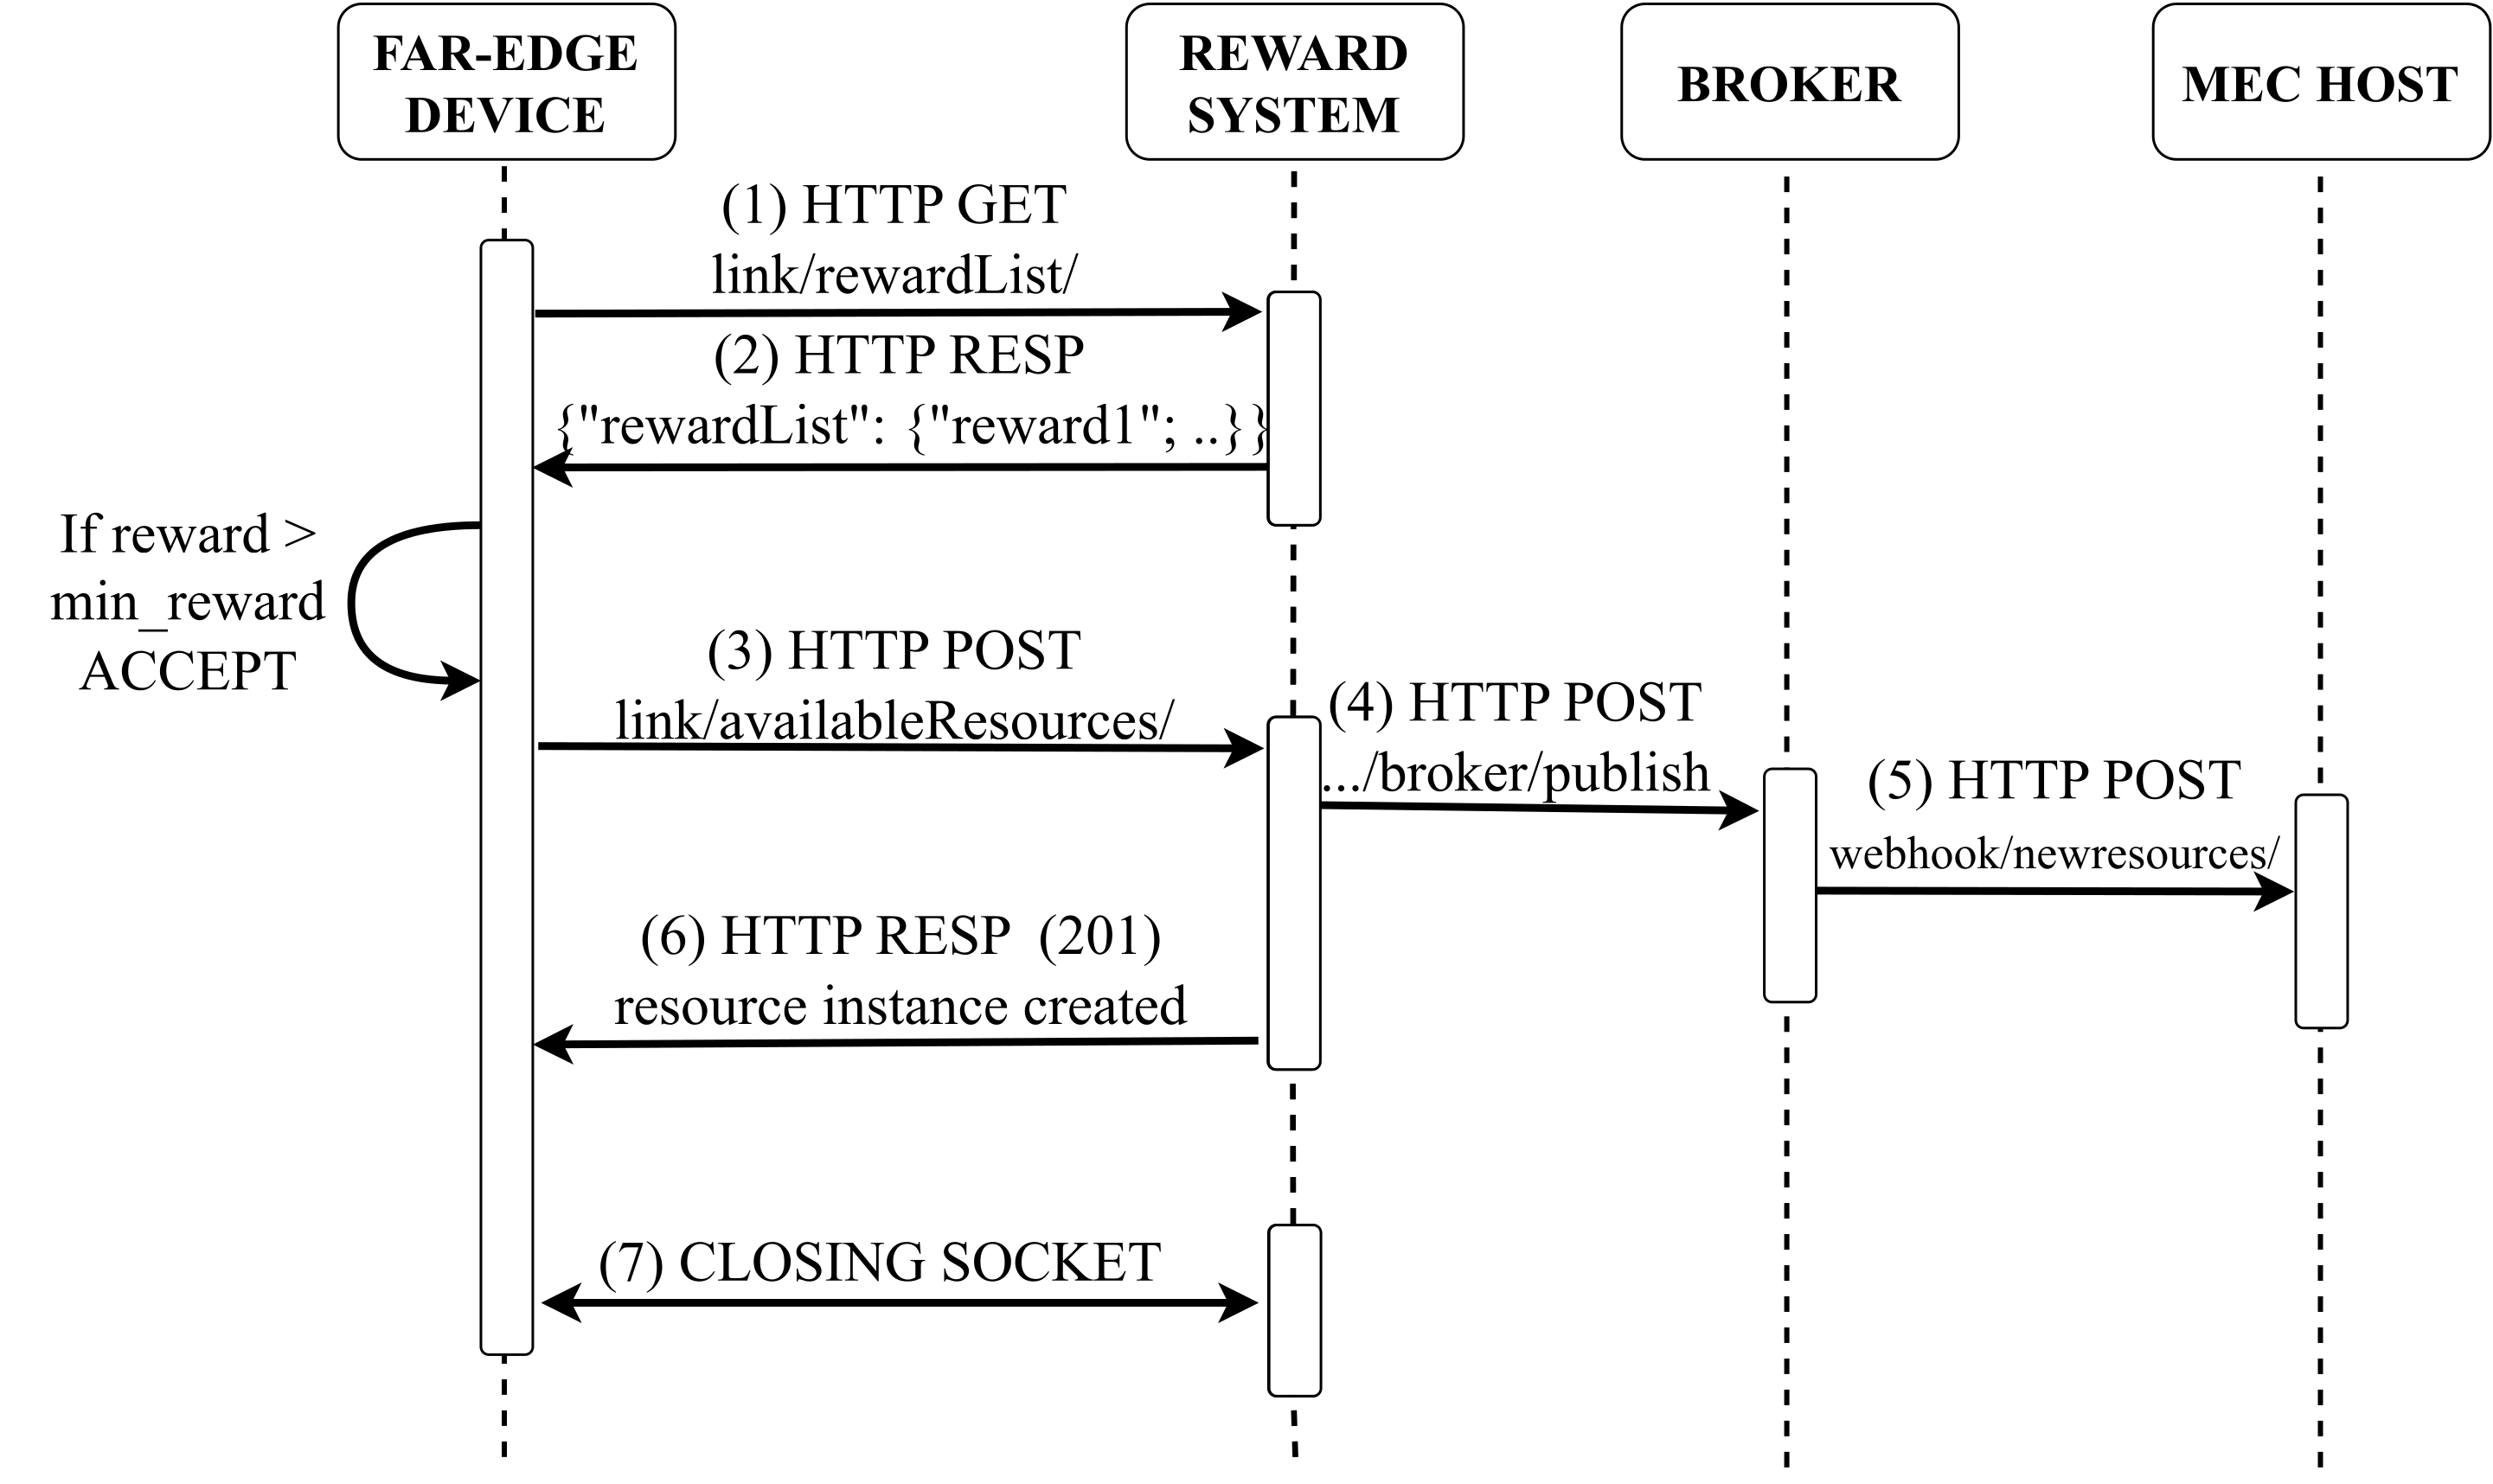 FAR-EDGE
DEVICE
REWARD
SYSTEM
BROKER
MEC HOST
(1) HTTP GET
link/rewardList/
(2) HTTP RESP
{"rewardList": {"reward1"; ..}}
If reward >
min_reward
ACCEPT
(3) HTTP POST
link/availableResources/
(4) HTTP POST
.../broker/publish
(5) HTTP POST
webhook/newresources/
(6) HTTP RESP (201)
resource instance created
(7) CLOSING SOCKET